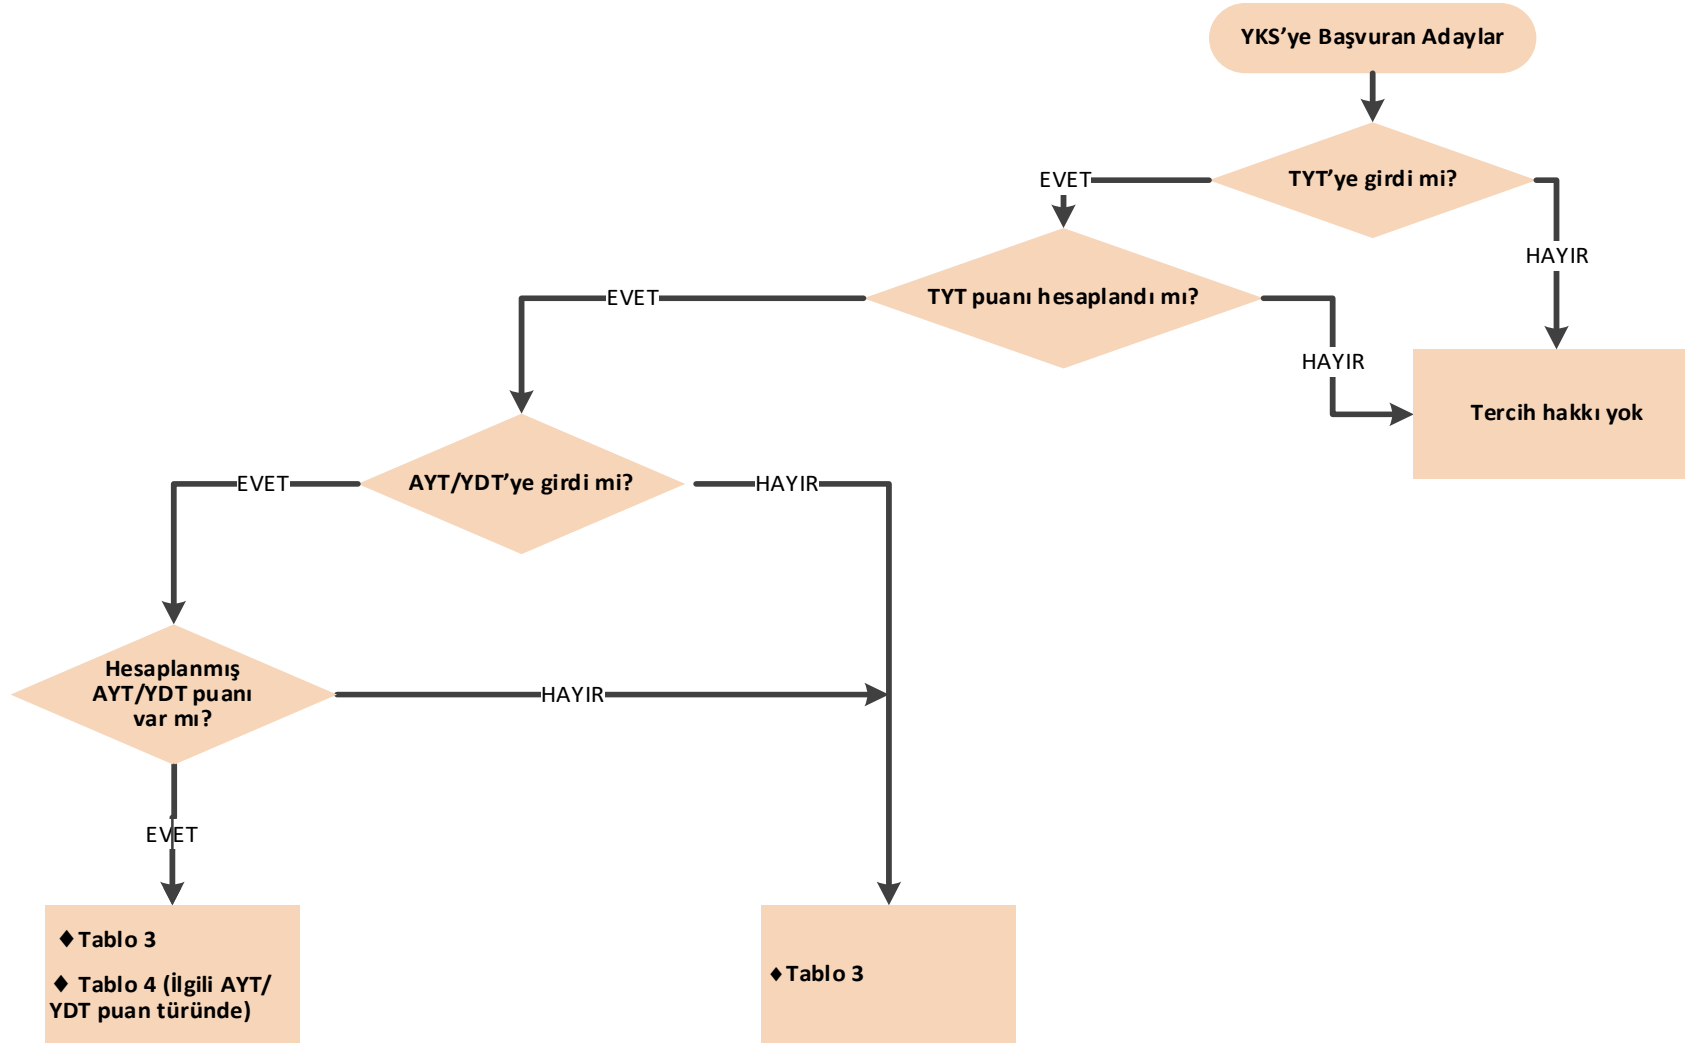 YKS’ye Başvuran Adaylar
TYT’ye girdi mi?
EVET
HAYIR
TYT puanı hesaplandı mı?
EVET
HAYIR
Tercih hakkı yok
AYT/YDT’ye girdi mi?
EVET
HAYIR
Hesaplanmış
AYT/YDT puanı
var mı?
HAYIR
EVET
♦Tablo 3
♦ Tablo 4 (İlgili AYT/
YDT puan türünde)
♦Tablo 3